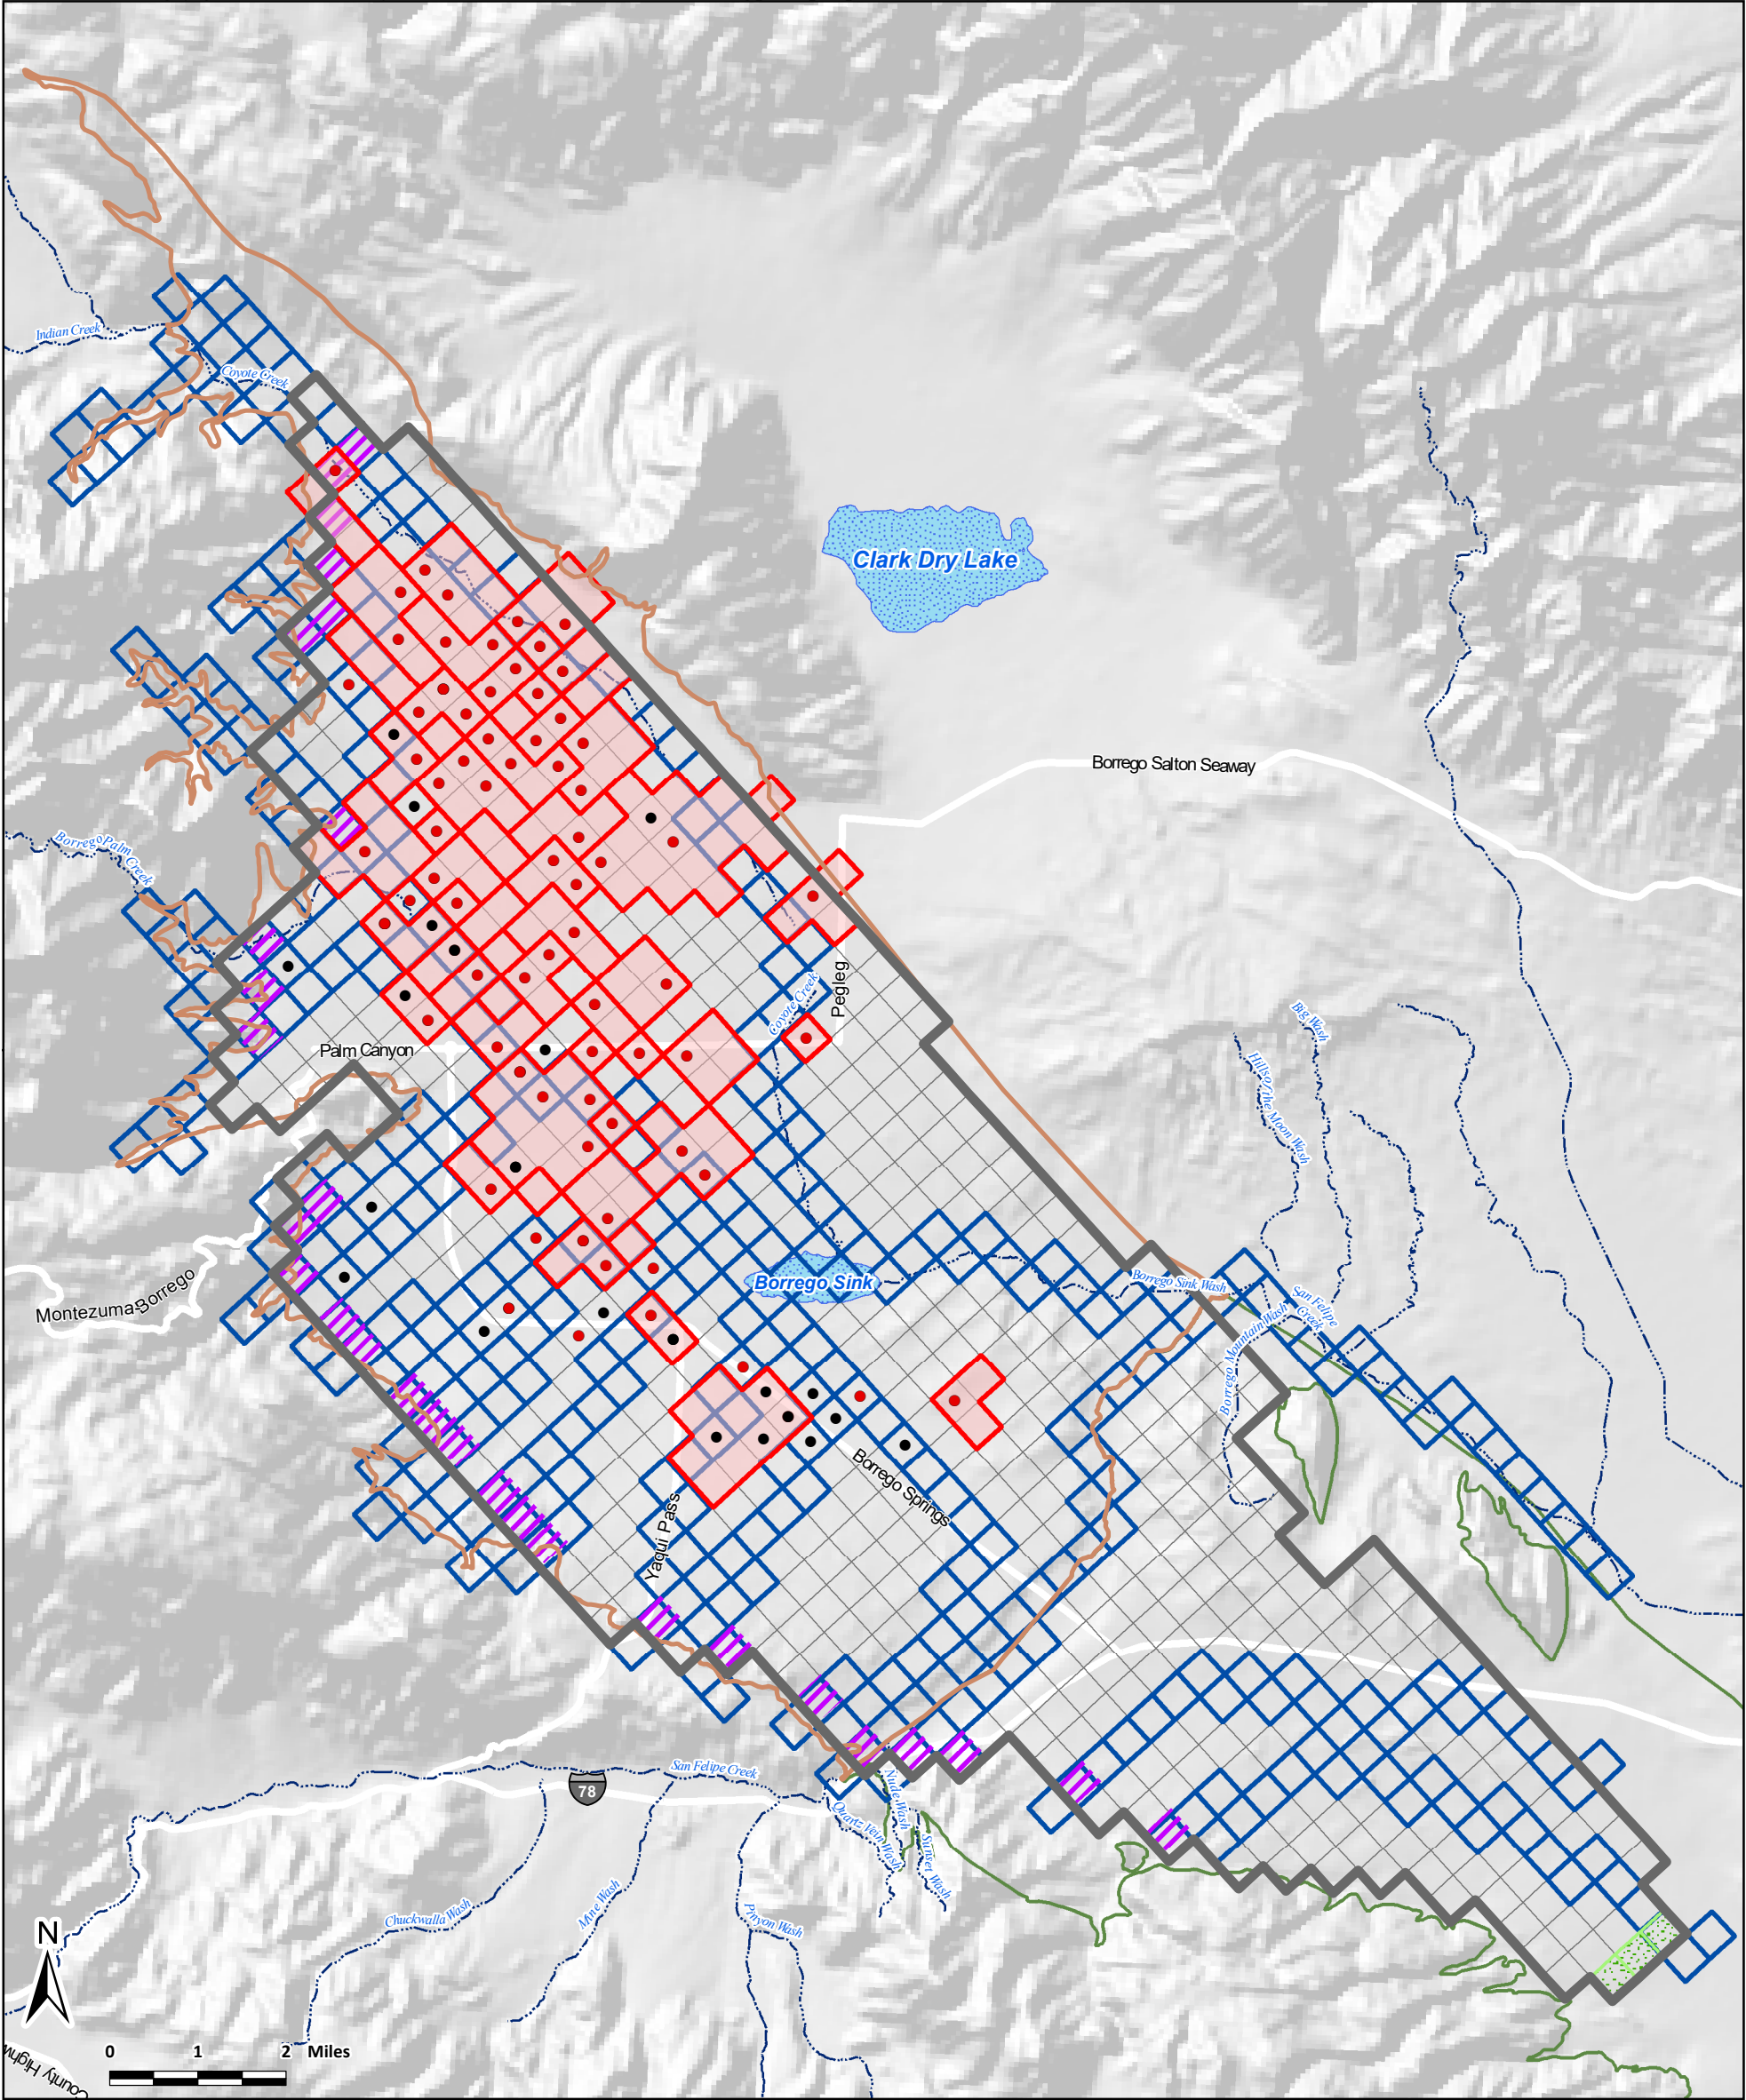 Indian Creek
Coyote Creek
Clark Dry Lake
Borrego Salton Seaway
Borrego Palm
Creek
Pegleg
Coyote Creek
Palm Canyon
Big Wash
Hills of the Moon Wash
Montezuma-Borrego
Borrego Sink
Borrego Sink Wash
San Felipe
Creek
Borrego Mountain Wash
Borrego Springs
Yaqui Pass
San Felipe Creek
78
Nude Wash
Quartz Vein Wash
Sunset Wash
Chuckwalla Wash
Mine Wash
Pinyon Wash
N
0 1 2 Miles
County Highw